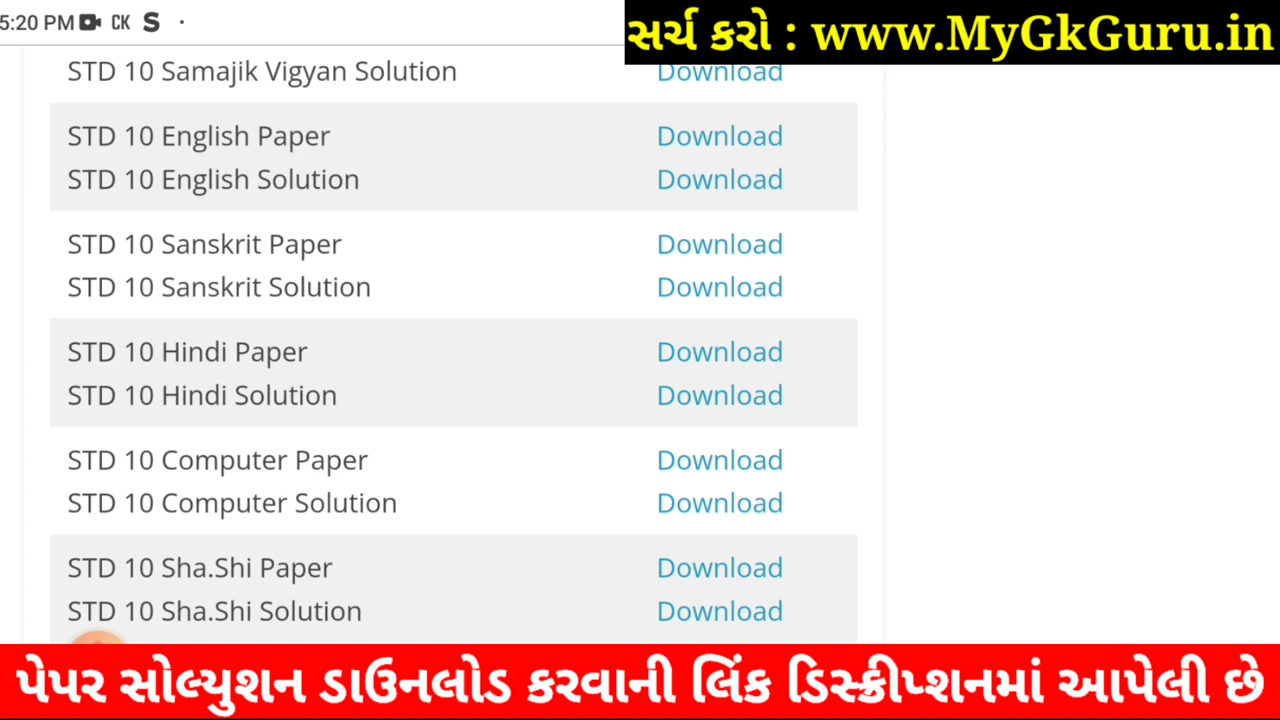 5:20 PM CK S
સર્ચ કરો : www.MyGkGuru.in
STD 10 Samajik Vigyan Solution Download
STD 10 English Paper Download
STD 10 English Solution Download
STD 10 Sanskrit Paper Download
STD 10 Sanskrit Solution Download
STD 10 Hindi Paper Download
STD 10 Hindi Solution Download
STD 10 Computer Paper Download
STD 10 Computer Solution Download
STD 10 Sha.Shi Paper Download
STD 10 Sha.Shi Solution Download
પેપર સોલ્યુશન ડાઉનલોડ કરવાની લિંક ડિસ્ક્રીપ્શનમાં આપેલી છે